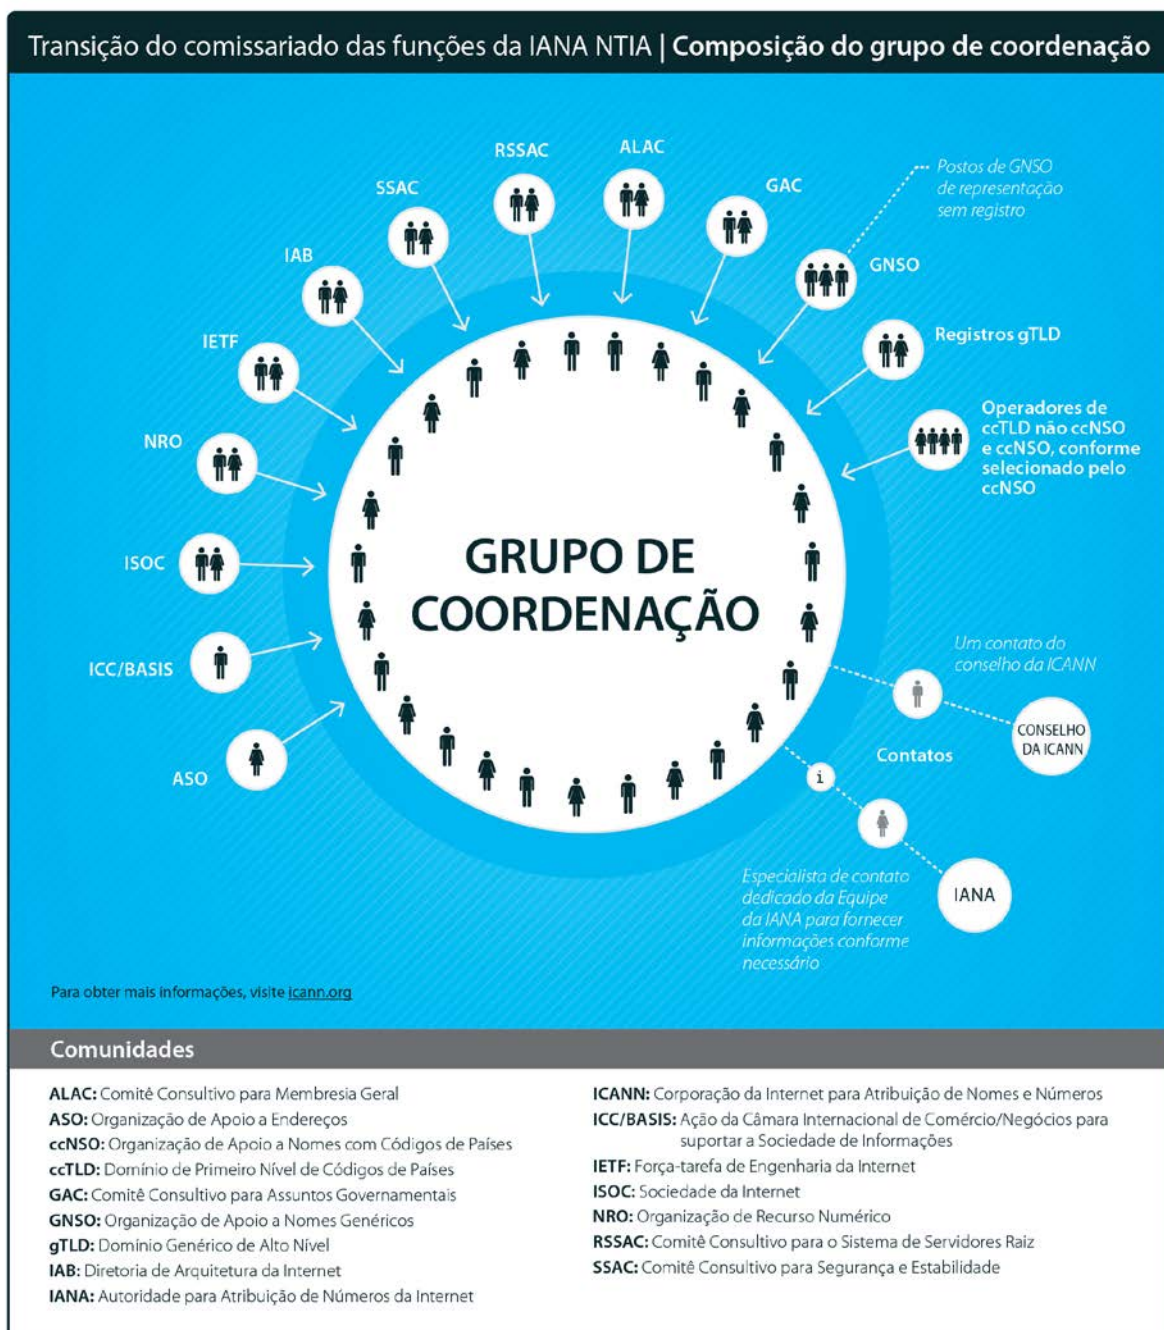 Transição do comissariado das funções da IANA NTIA | Composição do grupo de coordenação
RSSAC
ALAC
SSAC
GAC
Postos de GNSO
de representação
sem registro
IAB
GNSO
IETF
Registros gTLD
NRO
Operadores de
ccTLD não ccNSO
e ccNSO, conforme
selecionado pelo
ccNSO
ISOC
GRUPO DE
COORDENAÇÃO
ICC/BASIS
Um contato do
conselho da ICANN
CONSELHO
DA ICANN
Contatos
ASO
i
Especialista de contato
dedicado da Equipe
da IANA para fornecer
informações conforme
necessário
IANA
Para obter mais informações, visite icann.org
Comunidades
ALAC: Comitê Consultivo para Membresia Geral
ASO: Organização de Apoio a Endereços
ccNSO: Organização de Apoio a Nomes com Códigos de Países
ccTLD: Domínio de Primeiro Nível de Códigos de Países
GAC: Comitê Consultivo para Assuntos Governamentais
GNSO: Organização de Apoio a Nomes Genéricos
gTLD: Domínio Genérico de Alto Nível
IAB: Diretoria de Arquitetura da Internet
IANA: Autoridade para Atribuição de Números da Internet
ICANN: Corporação da Internet para Atribuição de Nomes e Números
ICC/BASIS: Ação da Câmara Internacional de Comércio/Negócios para
suportar a Sociedade de Informações
IETF: Força-tarefa de Engenharia da Internet
ISOC: Sociedade da Internet
NRO: Organização de Recurso Numérico
RSSAC: Comitê Consultivo para o Sistema de Servidores Raiz
SSAC: Comitê Consultivo para Segurança e Estabilidade